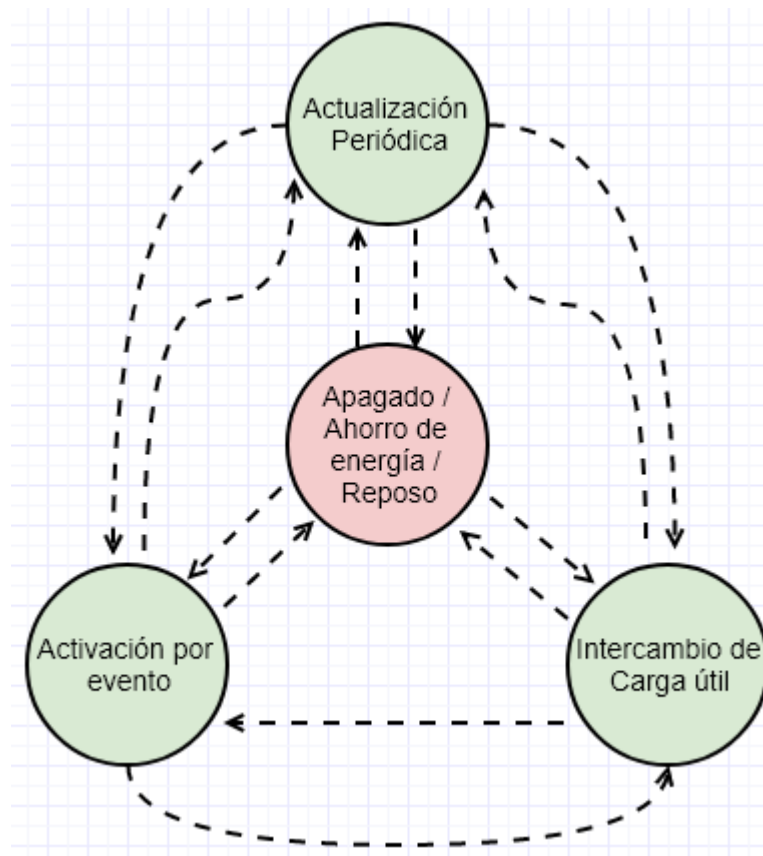 Actualización
Periódica
Apagado /
Ahorro de
energía /
Reposo
Activación por
evento
Intercambio de
Carga útil